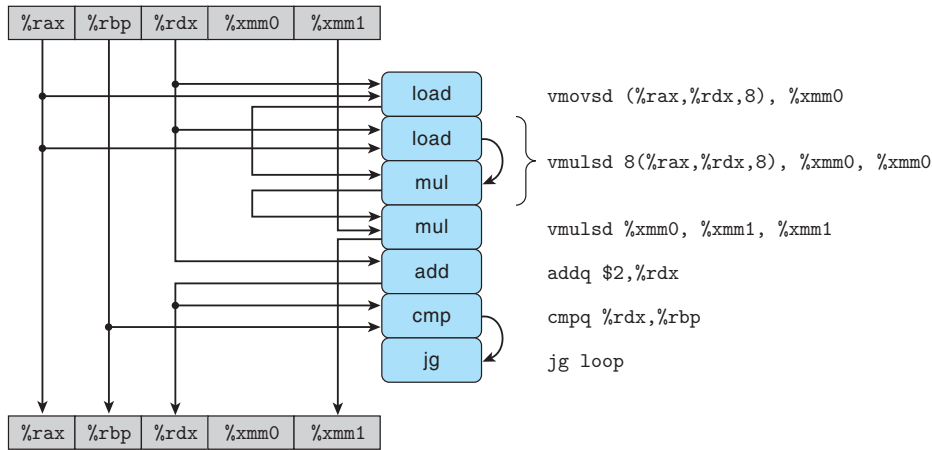 %rax %rbp %rdx %xmm0 %xmm1
load vmovsd (%rax,%rdx,8), %xmm0
load
vmulsd 8(%rax,%rdx,8), %xmm0, %xmm0
mul
mul vmulsd %xmm0, %xmm1, %xmm1
add addq $2,%rdx
cmp cmpq %rdx,%rbp
jg jg loop
%rax %rbp %rdx %xmm0 %xmm1